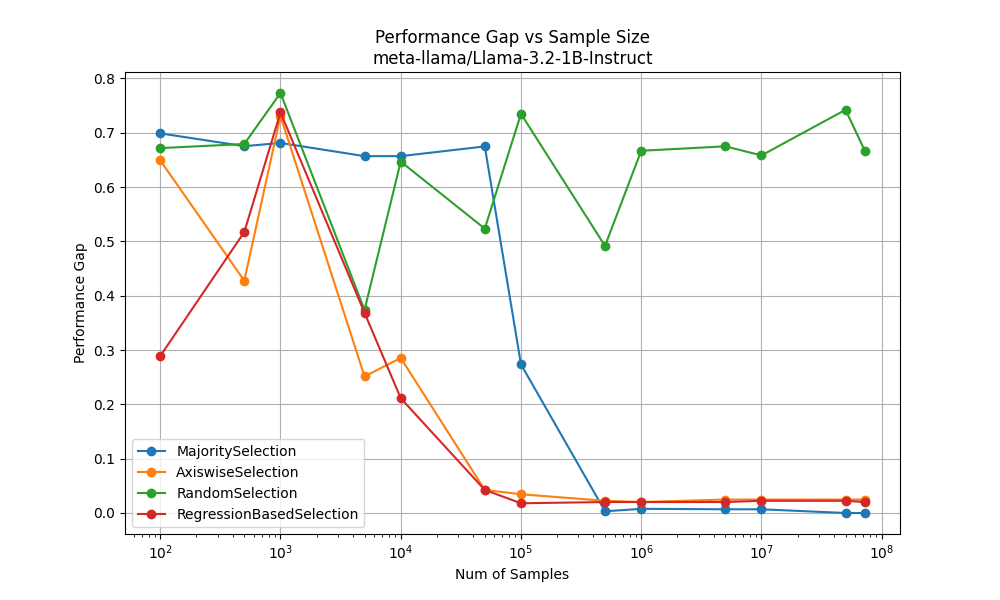 Performance Gap vs Sample Size
meta-llama/Llama-3.2-1B-Instruct
Performance Gap
0.8
0.7
0.6
0.5
0.4
0.3
0.2
0.1
0.0
MajoritySelection
AxiswiseSelection
RandomSelection
RegressionBasedSelection
10² 10³ 10⁴ 10⁵ 10⁶ 10⁷ 10⁸
Num of Samples